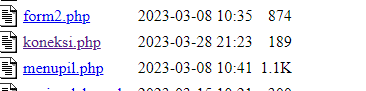 form2.php 2023-03-08 10:35 874
koneksi.php 2023-03-28 21:23 189
menupil.php 2023-03-08 10:41 1.1K